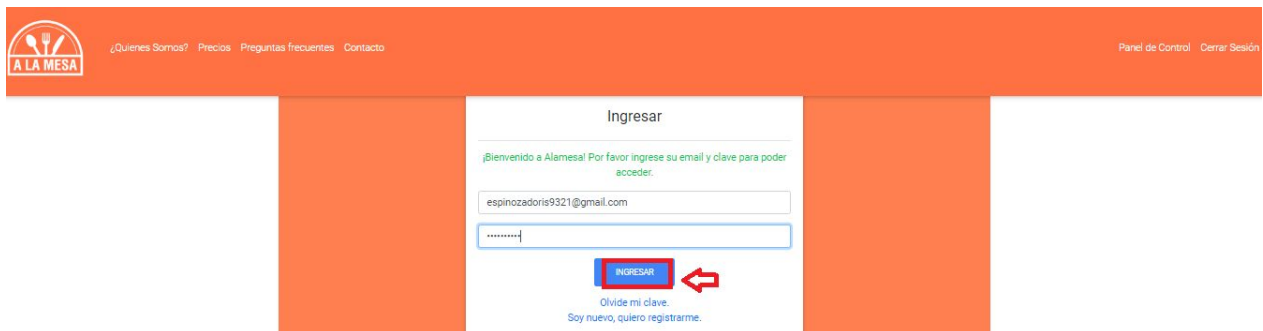 A LA MESA
¿Quienes Somos? Precios Preguntas frecuentes Contacto
Panel de Control Cerrar Sesión
Ingresar
¡Bienvenido a Alamesa! Por favor ingrese su email y clave para poder
acceder.
espinozadoris9321@gmail.com
••••••••••
INGRESAR
Olvide mi clave.
Soy nuevo, quiero registrarme.